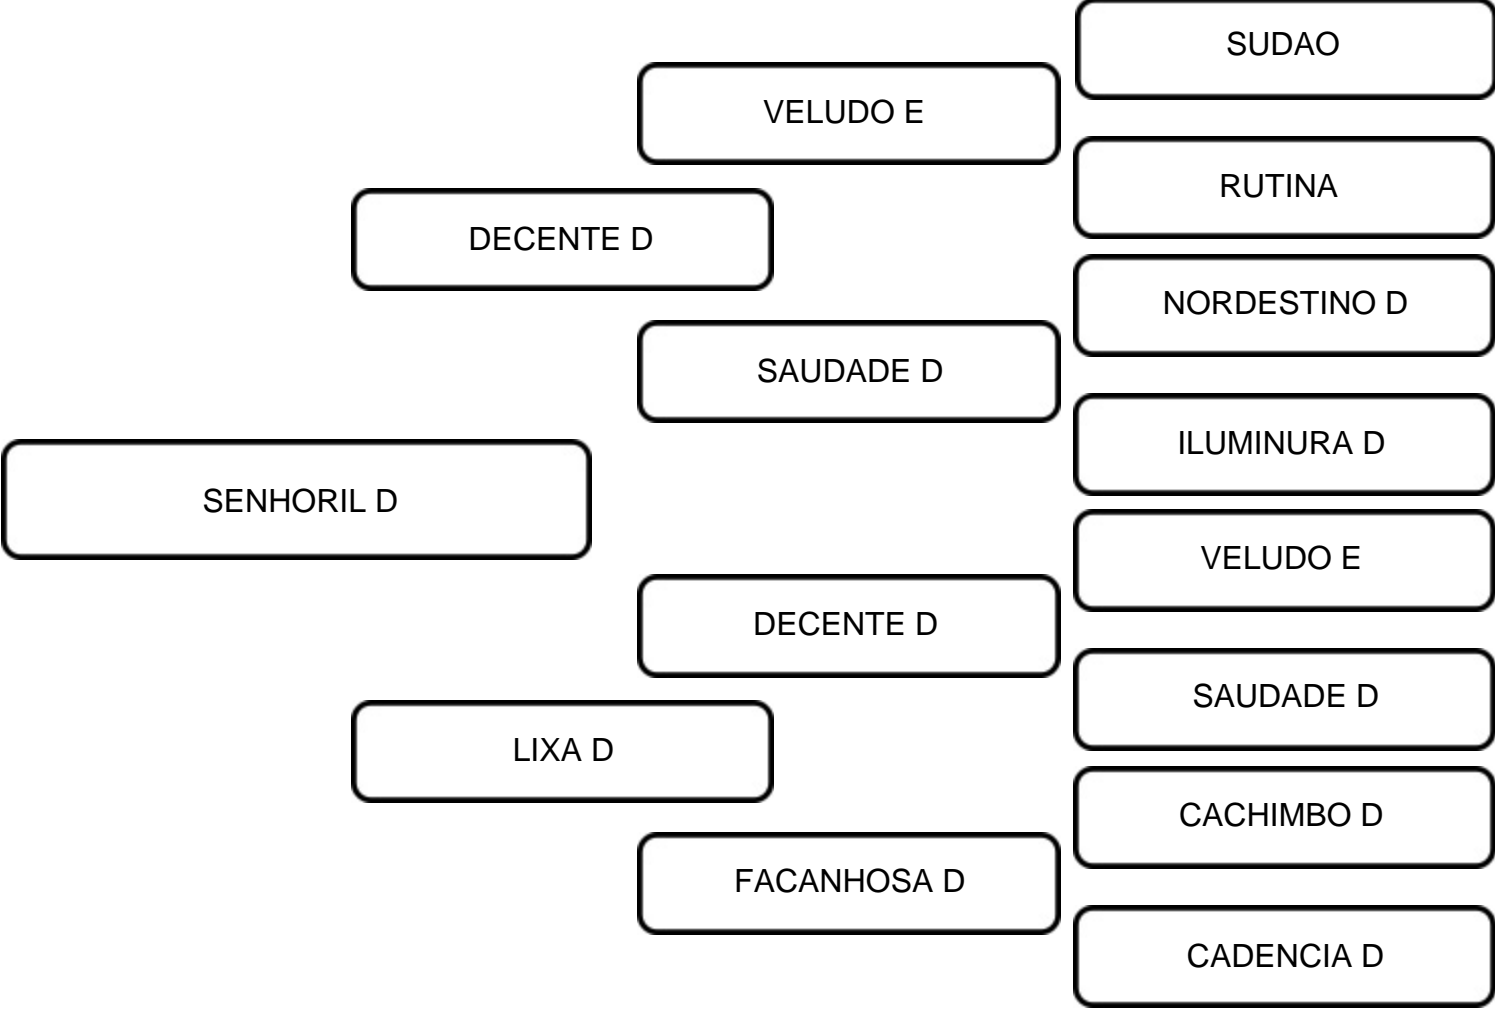 SUDAO
VELUDO E
RUTINA
DECENTE D
NORDESTINO D
SAUDADE D
ILUMINURA D
SENHORIL D
VELUDO E
DECENTE D
SAUDADE D
LIXA D
CACHIMBO D
FACANHOSA D
CADENCIA D